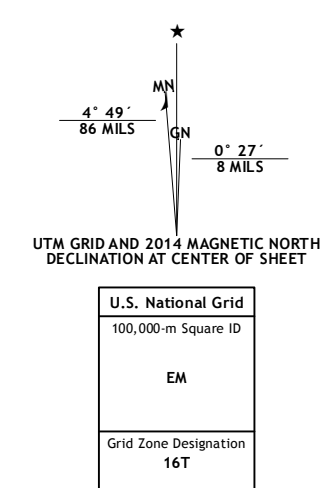 ★
MN
4° 49´
86 MILS
GN
0° 27´
8 MILS
UTM GRID AND 2014 MAGNETIC NORTH
DECLINATION AT CENTER OF SHEET
U.S. National Grid
100,000-m Square ID
EM
Grid Zone Designation
16T